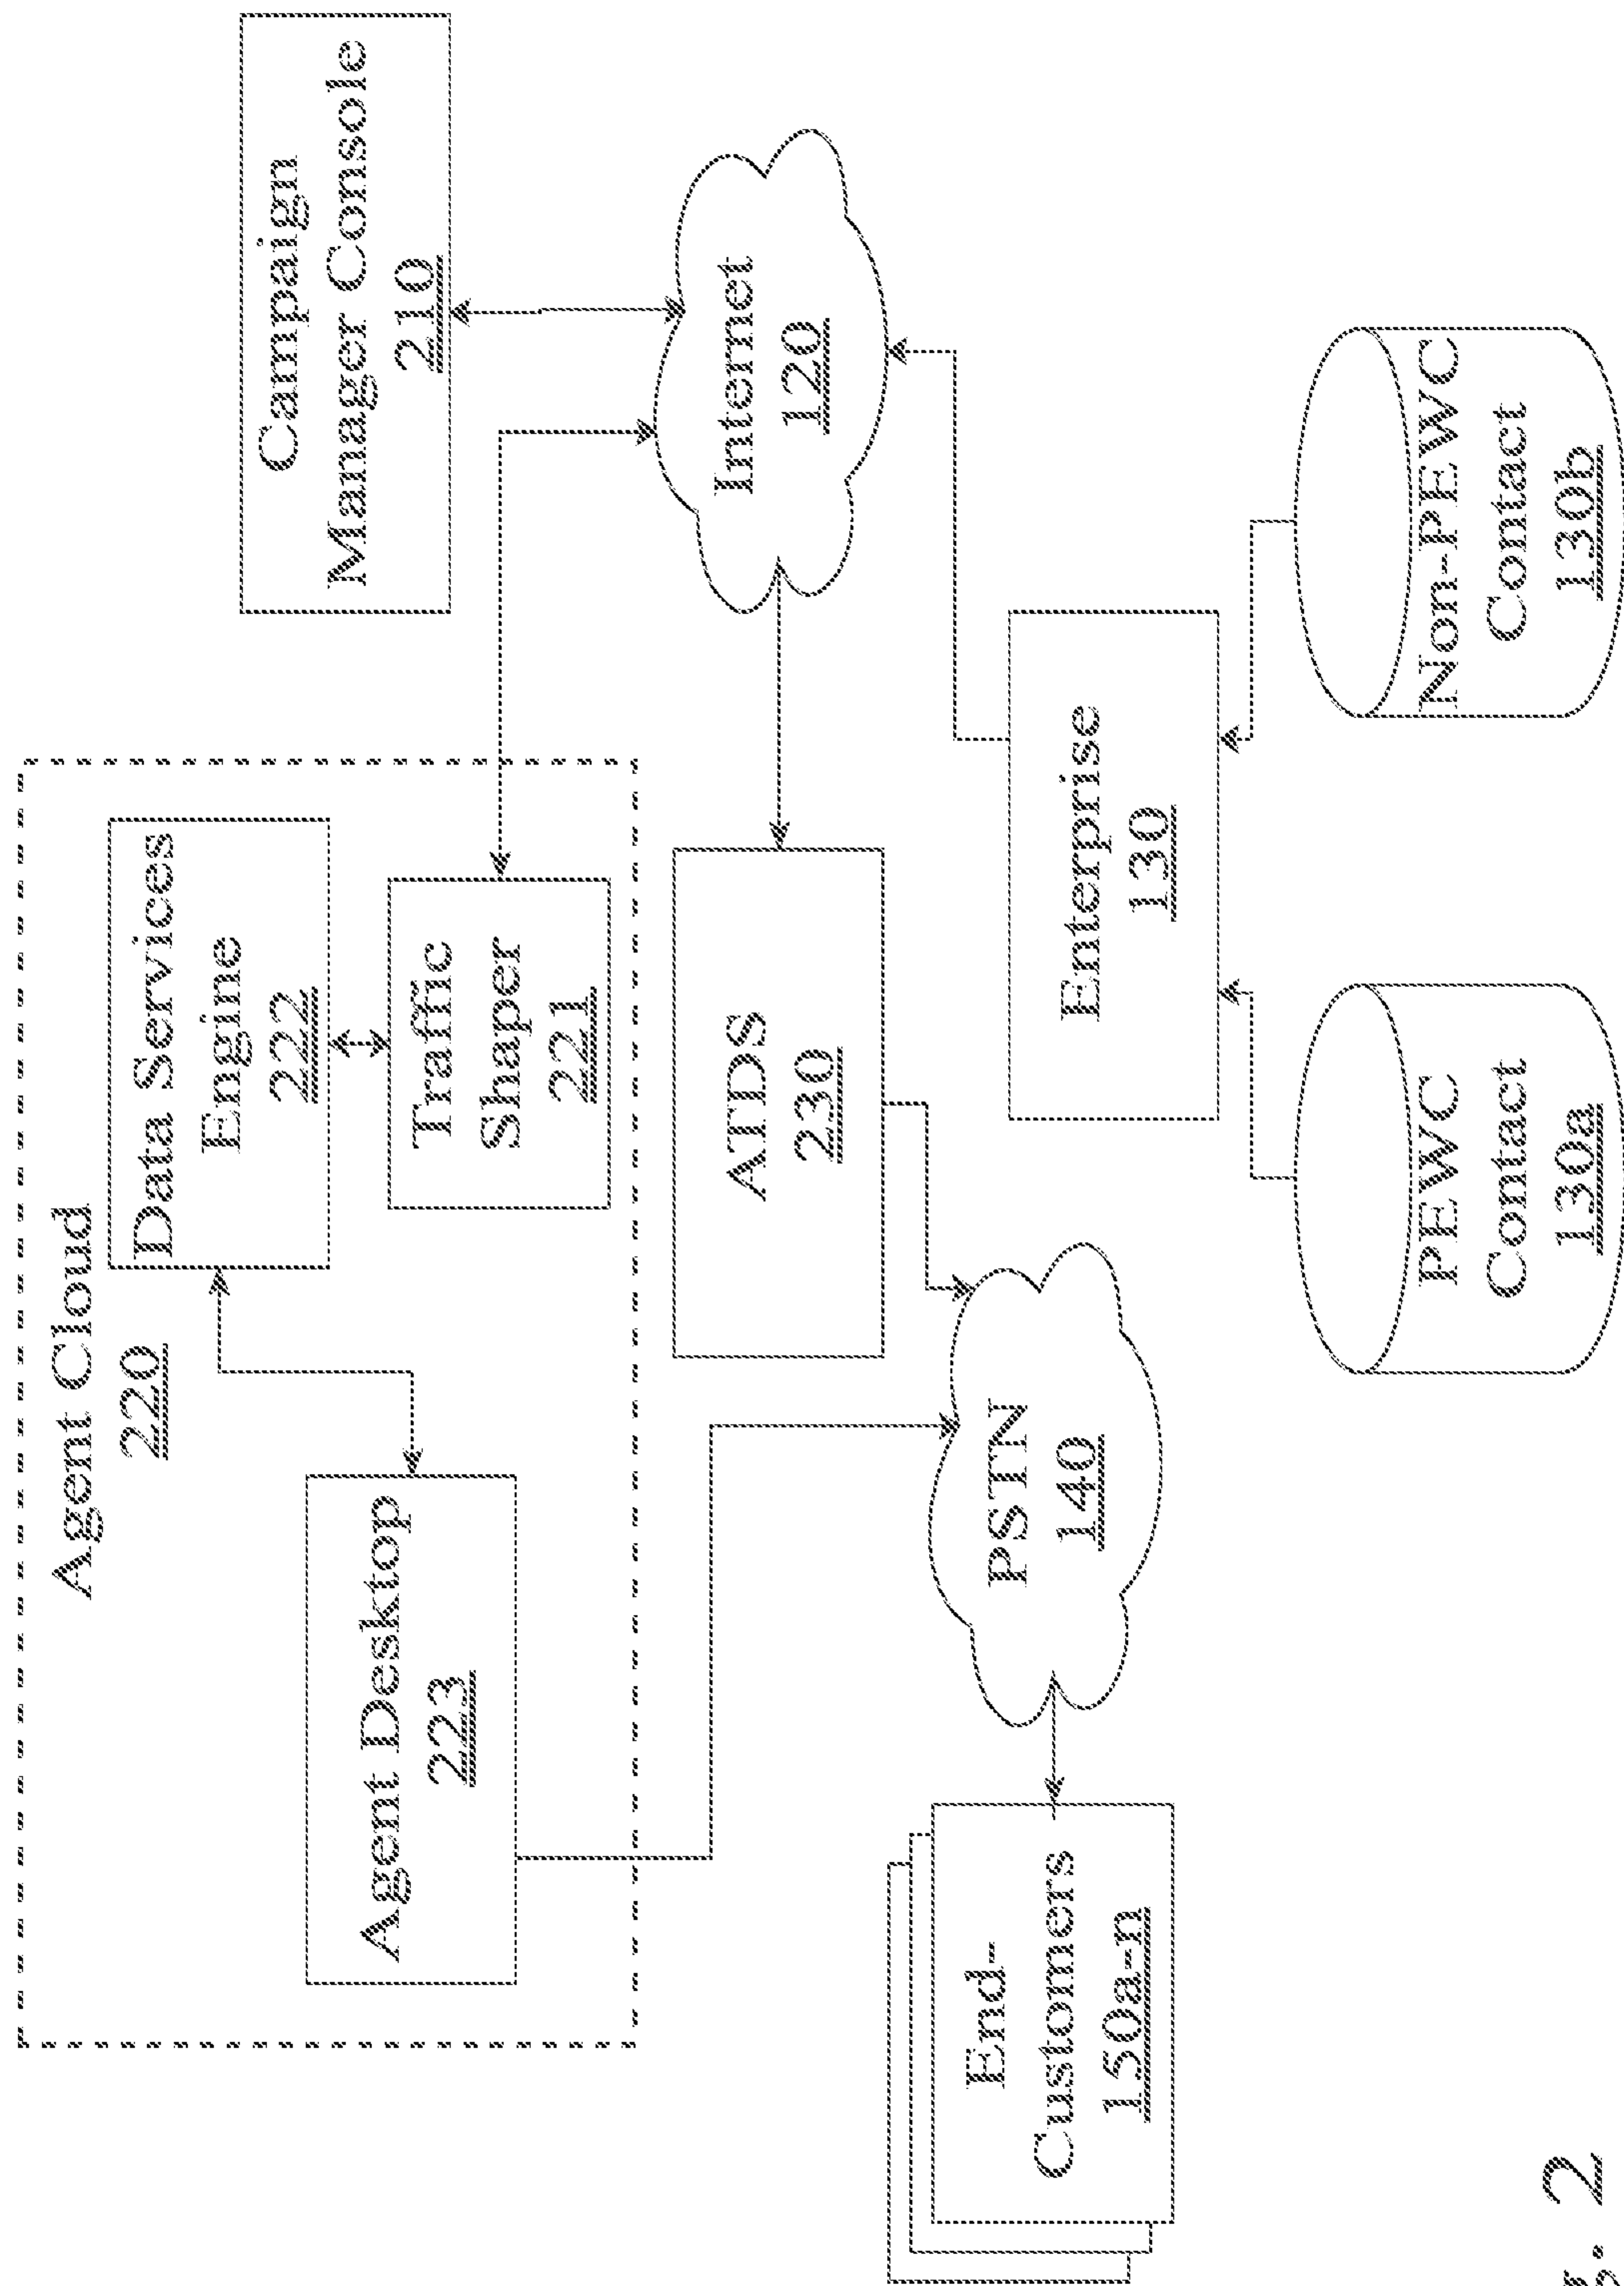 Agent Cloud
220
Data Services
Engine
222
Campaign
Manager Console
210
Agent Desktop
223
Traffic
Shaper
221
ATDS
230
Internet
120
End-
Customers
150a-n
PSTN
140
Enterprise
130
PEWC
Contact
130a
Non-PEWC
Contact
130b
g. 2